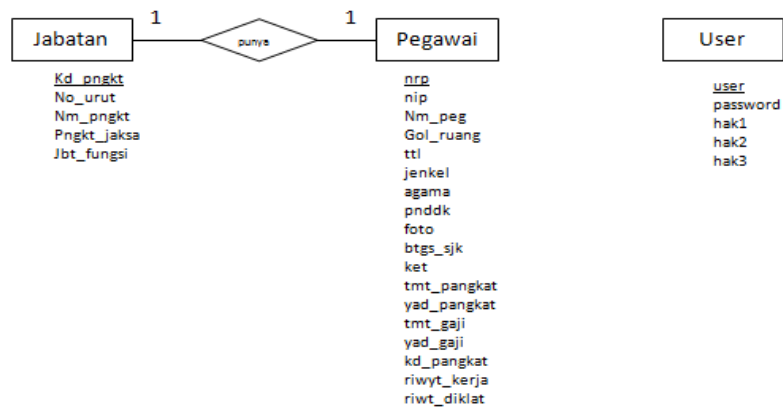 1
1
Jabatan
punya
Pegawai
User
Kd_pngkt
No_urut
Nm_pngkt
Pngkt_jaksa
Jbt_fungsi
nrp
nip
Nm_peg
Gol_ruang
ttl
jenkel
agama
pnddk
foto
btgs_sjk
ket
tmt_pangkat
yad_pangkat
tmt_gaji
yad_gaji
kd_pangkat
riwyt_kerja
riwt_diklat
user
password
hak1
hak2
hak3